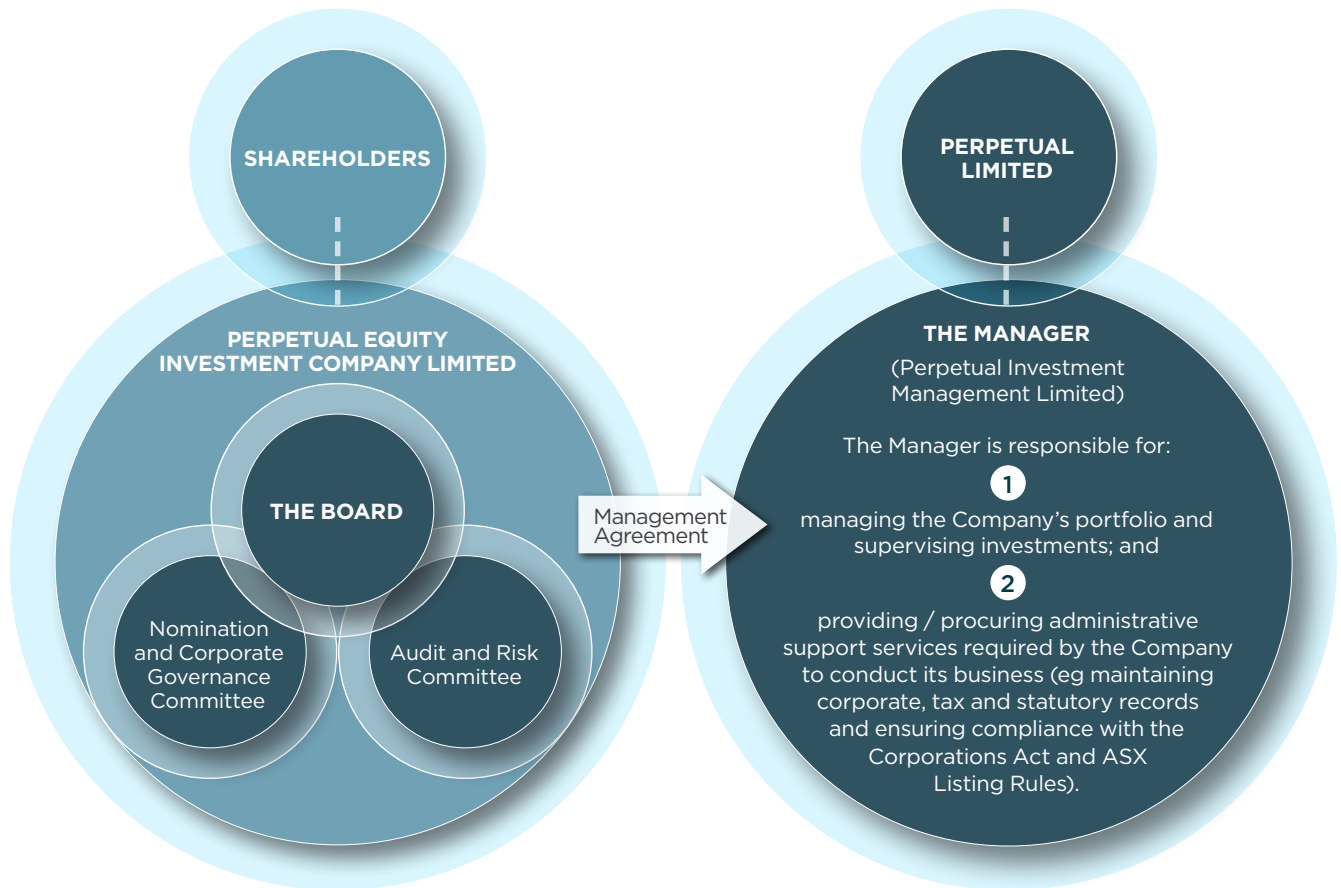 SHAREHOLDERS
PERPETUAL EQUITY
INVESTMENT COMPANY LIMITED
THE BOARD
Nomination
and Corporate
Governance
Committee
Audit and Risk
Committee
Management
Agreement
PERPETUAL
LIMITED
THE MANAGER
(Perpetual Investment
Management Limited)
The Manager is responsible for:
1
managing the Company’s portfolio and
supervising investments; and
2
providing / procuring administrative
support services required by the Company
to conduct its business (eg maintaining
corporate, tax and statutory records
and ensuring compliance with the
Corporations Act and ASX
Listing Rules).